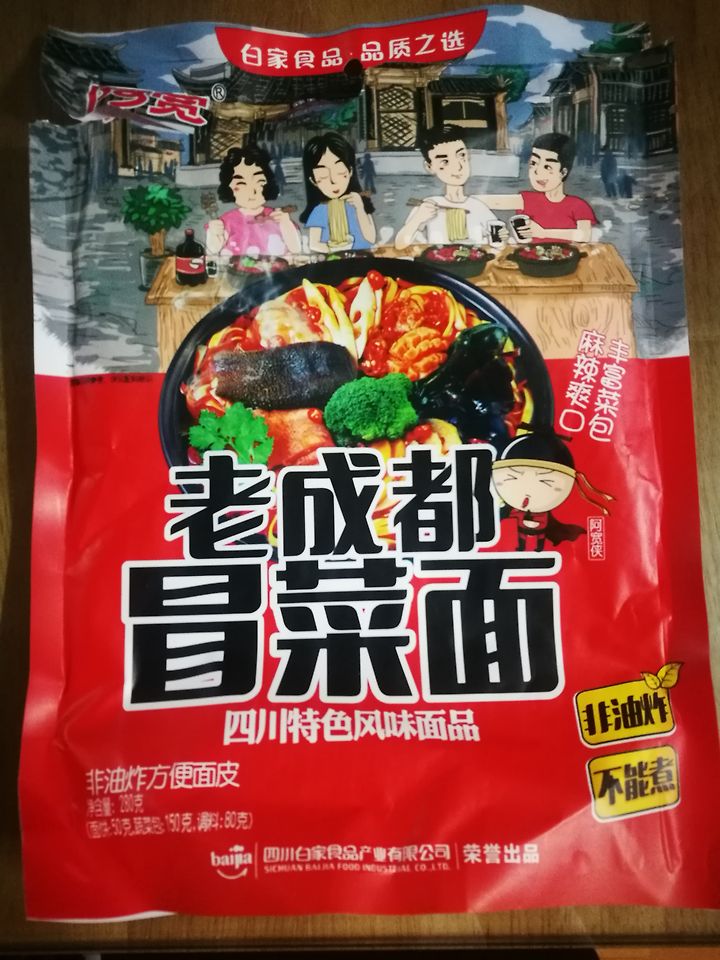 白家食品·品质之选
阿宽®
丰富菜包
麻辣爽口
阿宽侠
老成都
冒菜面
四川特色风味面品
非油炸
不能煮
非油炸方便面皮
净含量：280克
(面饼:50克,蔬菜包:150克,调料:80克)
baijia 四川白家食品产业有限公司 荣誉出品
SICHUAN BAIJIA FOOD INDUSTRIAL CO.,LTD.